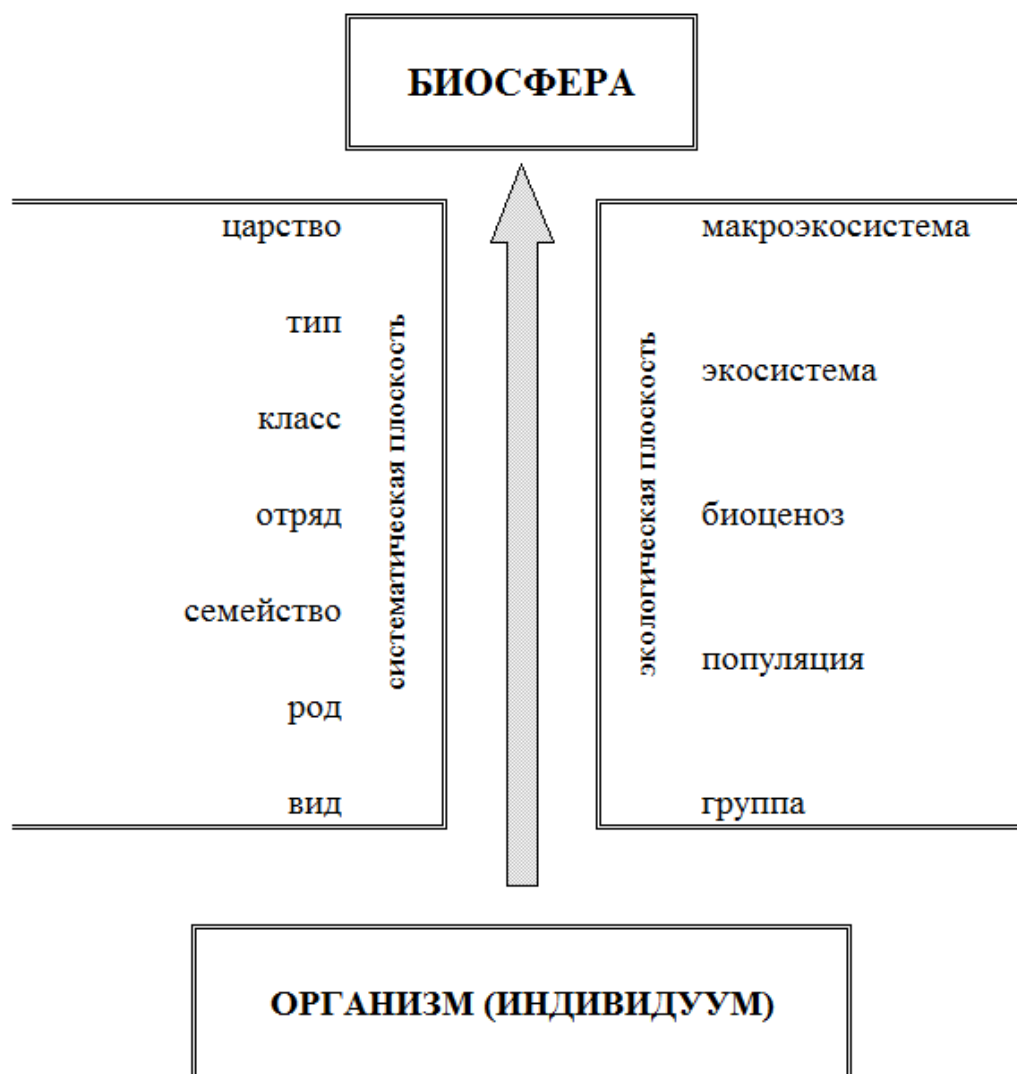 БИОСФЕРА
царство
тип
класс
отряд
семейство
род
вид
систематическая плоскость
экологическая плоскость
макроэкосистема
экосистема
биоценоз
популяция
группа
ОРГАНИЗМ (ИНДИВИДУУМ)